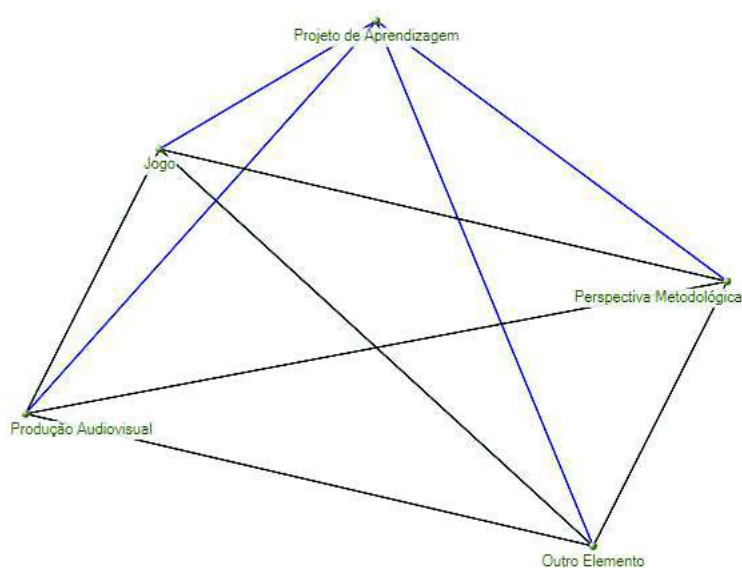 Projeto de Aprendizagem
Jogo
Perspectiva Metodológica
Produção Audiovisual
Outro Elemento